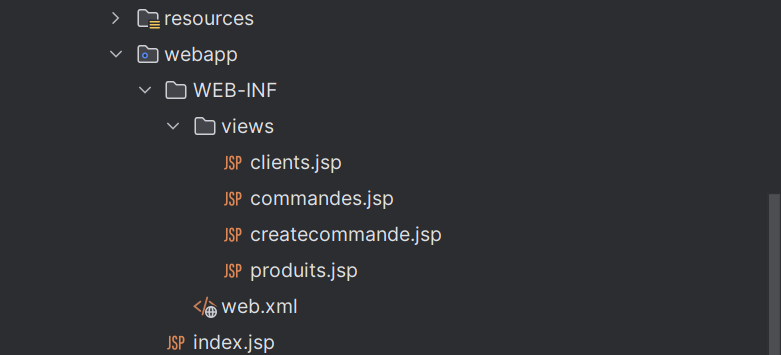 resources
webapp
WEB-INF
views
JSP clients.jsp
JSP commandes.jsp
JSP createcommande.jsp
JSP produits.jsp
</> web.xml
JSP index.jsp